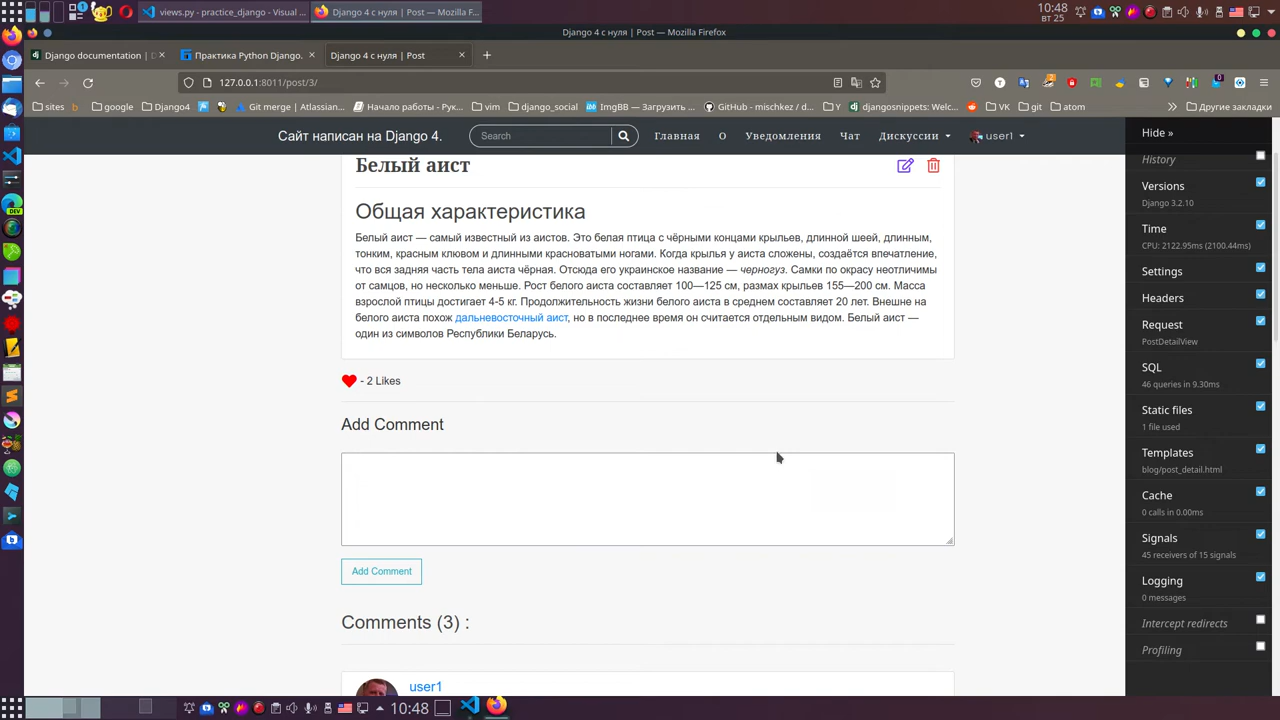 views.py - practice_django - Visual ...
Django 4 с нуля | Post — Mozilla F...
10:48
вт 25
Django 4 с нуля | Post — Mozilla Firefox
Django documentation | D
Практика Python Django.
Django 4 с нуля | Post
127.0.0.1:8011/post/3/
sites
google
Django4
Git merge | Atlassian...
Начало работы - Рук...
vim
django_social
ImgBB — Загрузить ...
GitHub - mischkez / d...
Y
djangosnippets: Welc...
VK
git
atom
Другие закладки
Сайт написан на Django 4.
Search
Главная
О
Уведомления
Чат
Дискуссии
user1
Hide »
Белый аист
History
Versions
Django 3.2.10
Общая характеристика
Time
CPU: 2122.95ms (2100.44ms)
Белый аист — самый известный из аистов. Это белая птица с чёрными концами крыльев, длинной шеей, длинным,
тонким, красным клювом и длинными красноватыми ногами. Когда крылья у аиста сложены, создаётся впечатление,
что вся задняя часть тела аиста чёрная. Отсюда его украинское название — черногуз. Самки по окрасу неотличимы
от самцов, но несколько меньше. Рост белого аиста составляет 100—125 см, размах крыльев 155—200 см. Масса
взрослой птицы достигает 4-5 кг. Продолжительность жизни белого аиста в среднем составляет 20 лет. Внешне на
белого аиста похож дальневосточный аист, но в последнее время он считается отдельным видом. Белый аист —
один из символов Республики Беларусь.
Settings
Headers
Request
PostDetailView
SQL
46 queries in 9.30ms
- 2 Likes
Static files
1 file used
Add Comment
Templates
blog/post_detail.html
Cache
0 calls in 0.00ms
Signals
45 receivers of 15 signals
Add Comment
Logging
0 messages
Comments (3) :
Intercept redirects
Profiling
user1
10:48